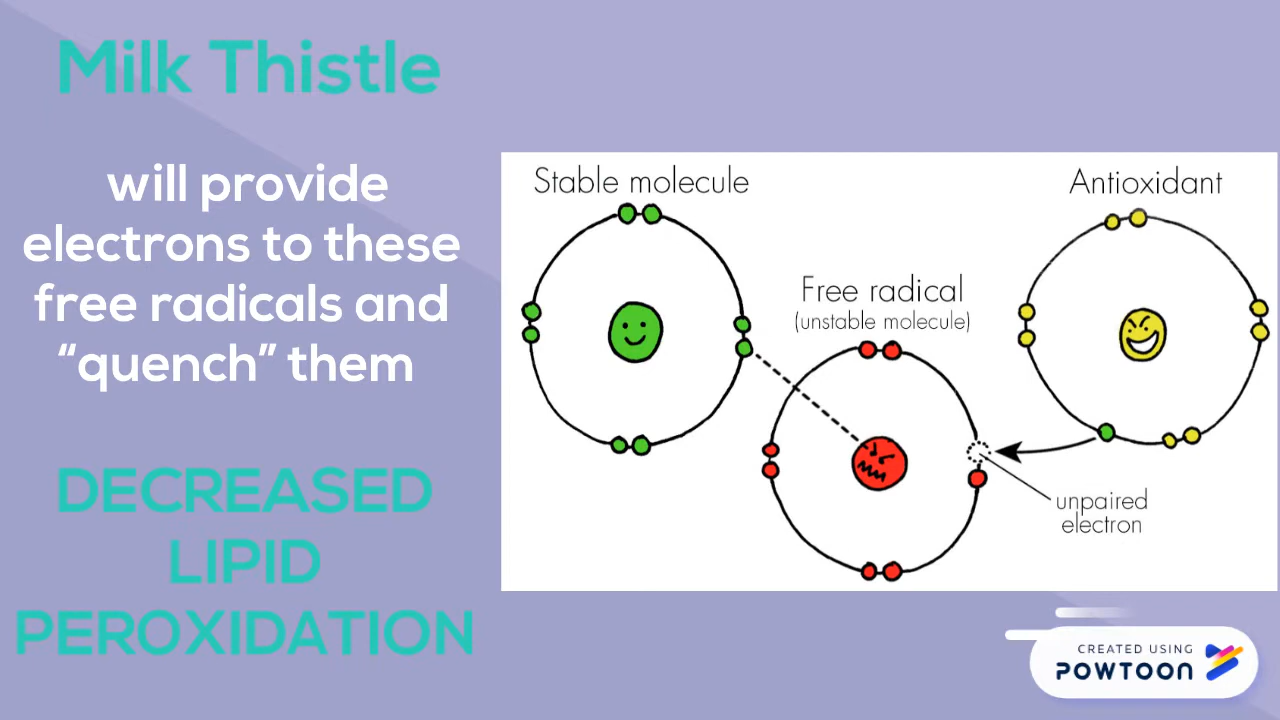 Milk Thistle
will provide
electrons to these
free radicals and
“quench” them
DECREASED
LIPID
PEROXIDATION
Stable molecule
Antioxidant
Free radical
(unstable molecule)
unpaired
electron
CREATED USING
POWTOON